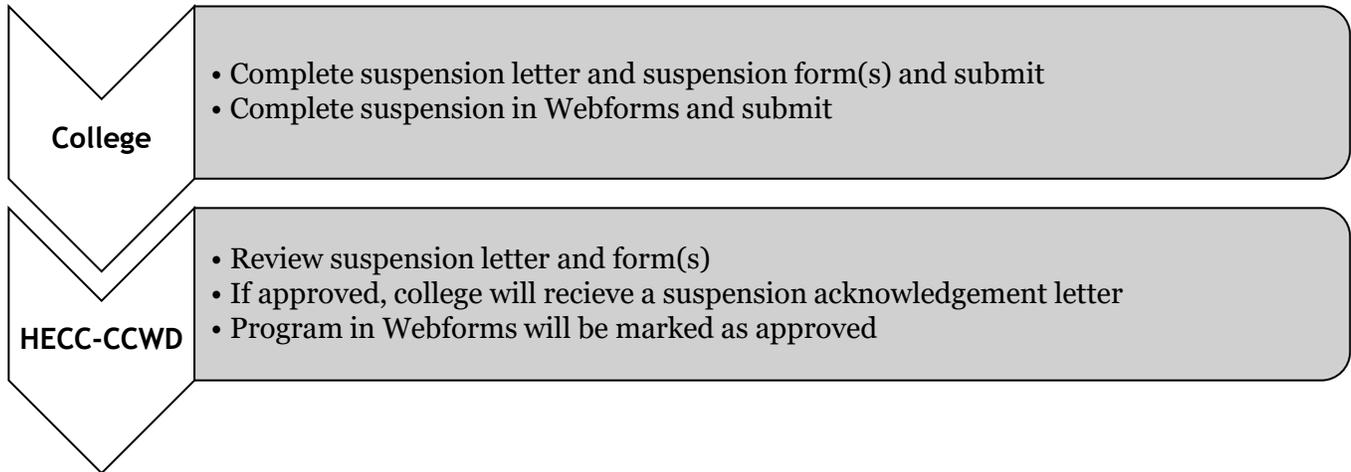 College
• Complete suspension letter and suspension form(s) and submit
• Complete suspension in Webforms and submit
HECC-CCWD
• Review suspension letter and form(s)
• If approved, college will recieve a suspension acknowledgement letter
• Program in Webforms will be marked as approved